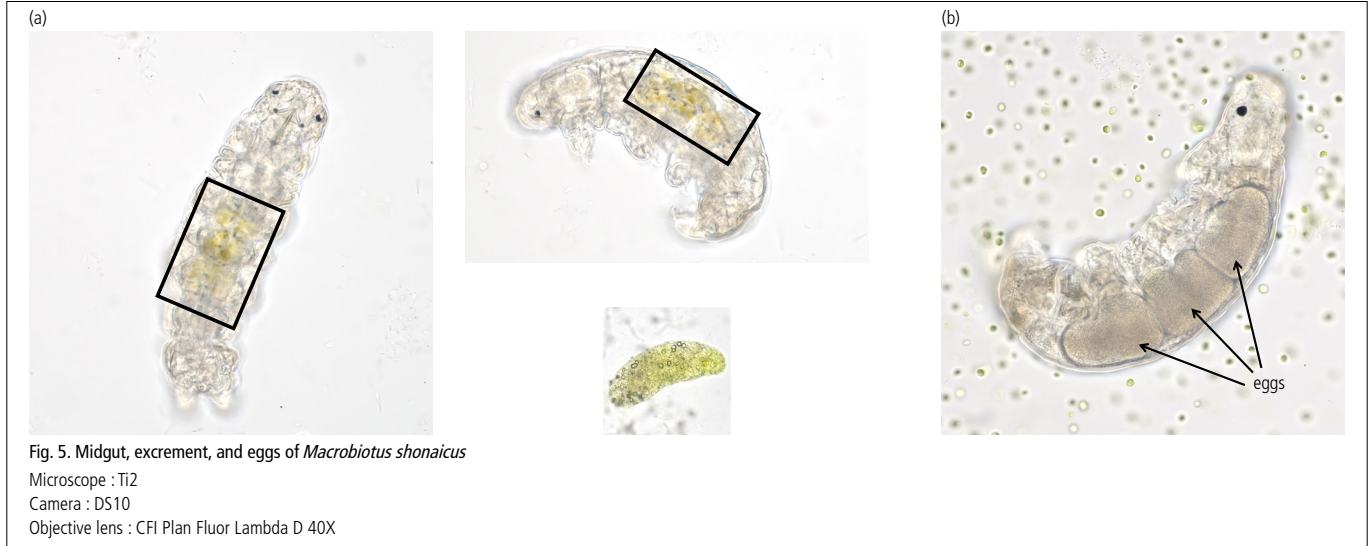 (a)
(b)
eggs
Fig. 5. Midgut, excrement, and eggs of Macrobiotus shonaicus
Microscope : Ti2
Camera : DS10
Objective lens : CFI Plan Fluor Lambda D 40X